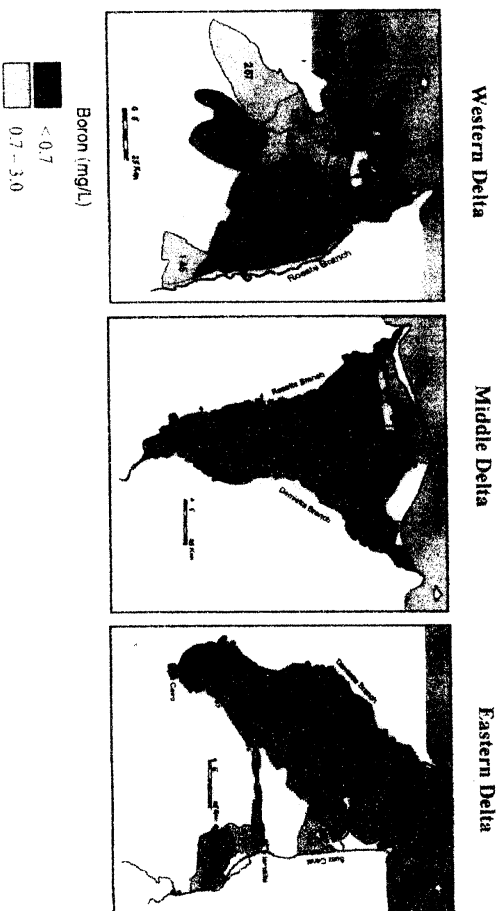 Western Delta
Rosetta Branch
Middle Delta
Rosetta Branch
Damietta Branch
Eastern Delta
Damietta Branch
Cairo
Suez Canal
Boron (mg/L)
< 0.7
0.7 - 3.0